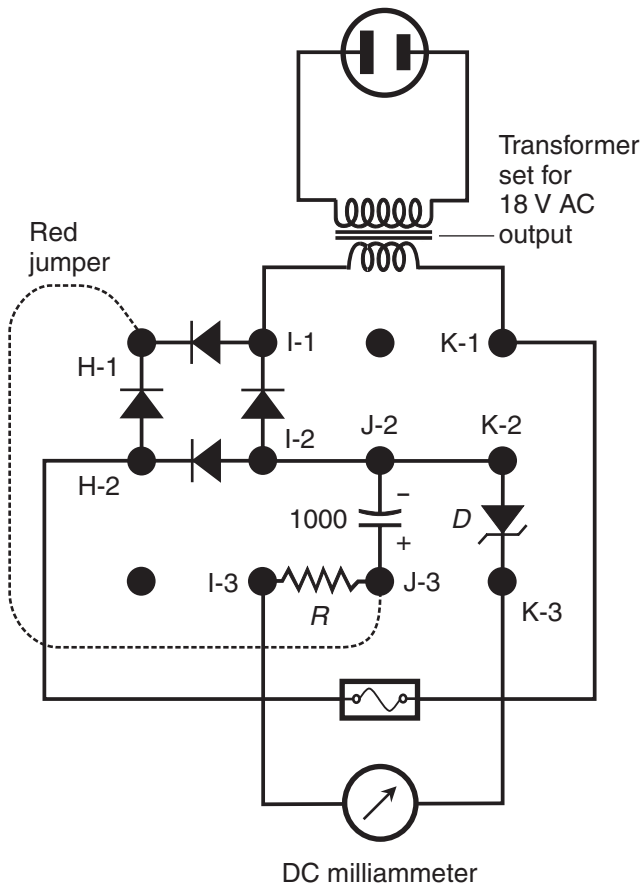 Transformer
set for
18 V AC
output
Red
jumper
I-1
K-1
H-1
I-2
J-2
K-2
H-2
1000
−
+
D
I-3
R
J-3
K-3
DC milliammeter